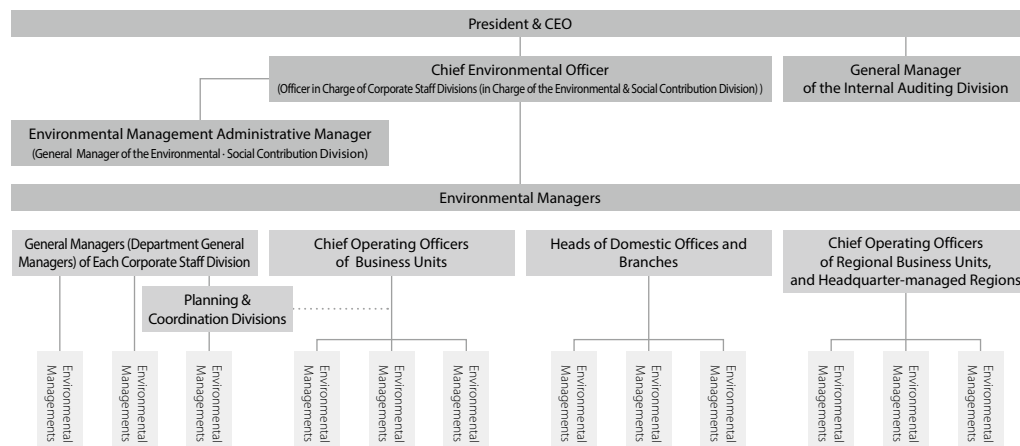 President & CEO
Chief Environmental Officer
(Officer in Charge of Corporate Staff Divisions (in Charge of the Environmental & Social Contribution Division) )
General Manager
of the Internal Auditing Division
Environmental Management Administrative Manager
(General Manager of the Environmental · Social Contribution Division)
Environmental Managers
General Managers (Department General
Managers) of Each Corporate Staff Division
Chief Operating Officers
of Business Units
Heads of Domestic Offices and
Branches
Chief Operating Officers
of Regional Business Units,
and Headquarter-managed Regions
Planning &
Coordination Divisions
Environmental
Managements
Environmental
Managements
Environmental
Managements
Environmental
Managements
Environmental
Managements
Environmental
Managements
Environmental
Managements
Environmental
Managements
Environmental
Managements
Environmental
Managements
Environmental
Managements
Environmental
Managements